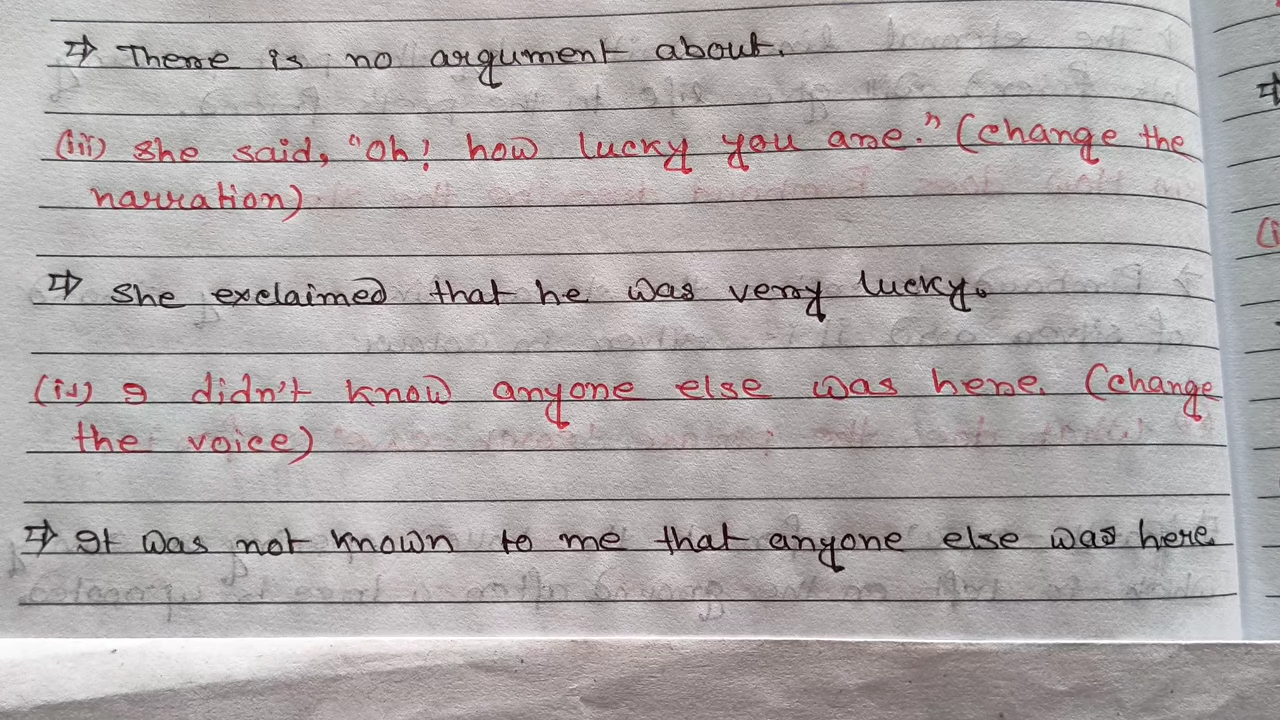 ⇒ There is no argument about.
(iii) She said, "Oh! how lucky you are." (change the
narration)
⇒ She exclaimed that he was very lucky.
(iv) I didn't know anyone else was here. (change
the voice)
⇒ It was not known to me that anyone else was here